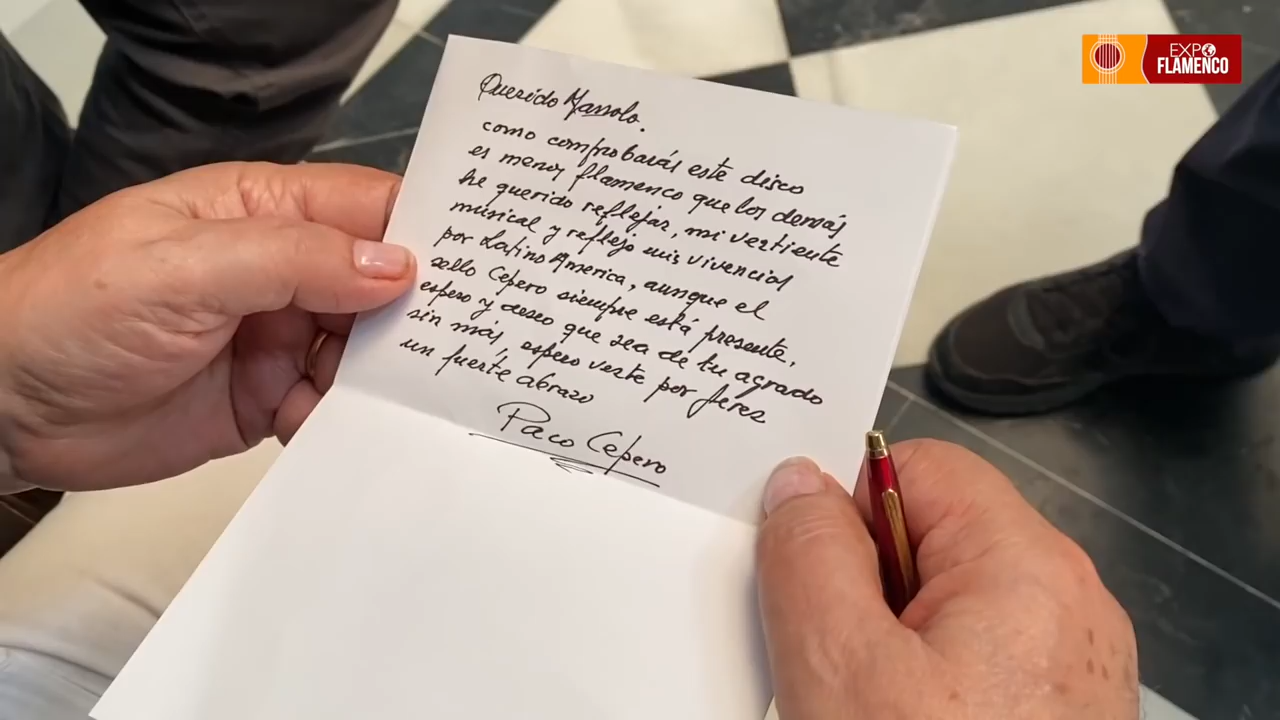 Querido Manolo.
como comprobarás este disco
es menos flamenco que los demás
he querido reflejar, mi vertiente
musical y reflejo mis vivencias
por Latino America, aunque el
sello Cepero siempre está presente,
espero y deseo que sea de tu agrado
sin más, espero verte por Jerez
un fuerte abrazo
Paco Cepero
EXPO
FLAMENCO